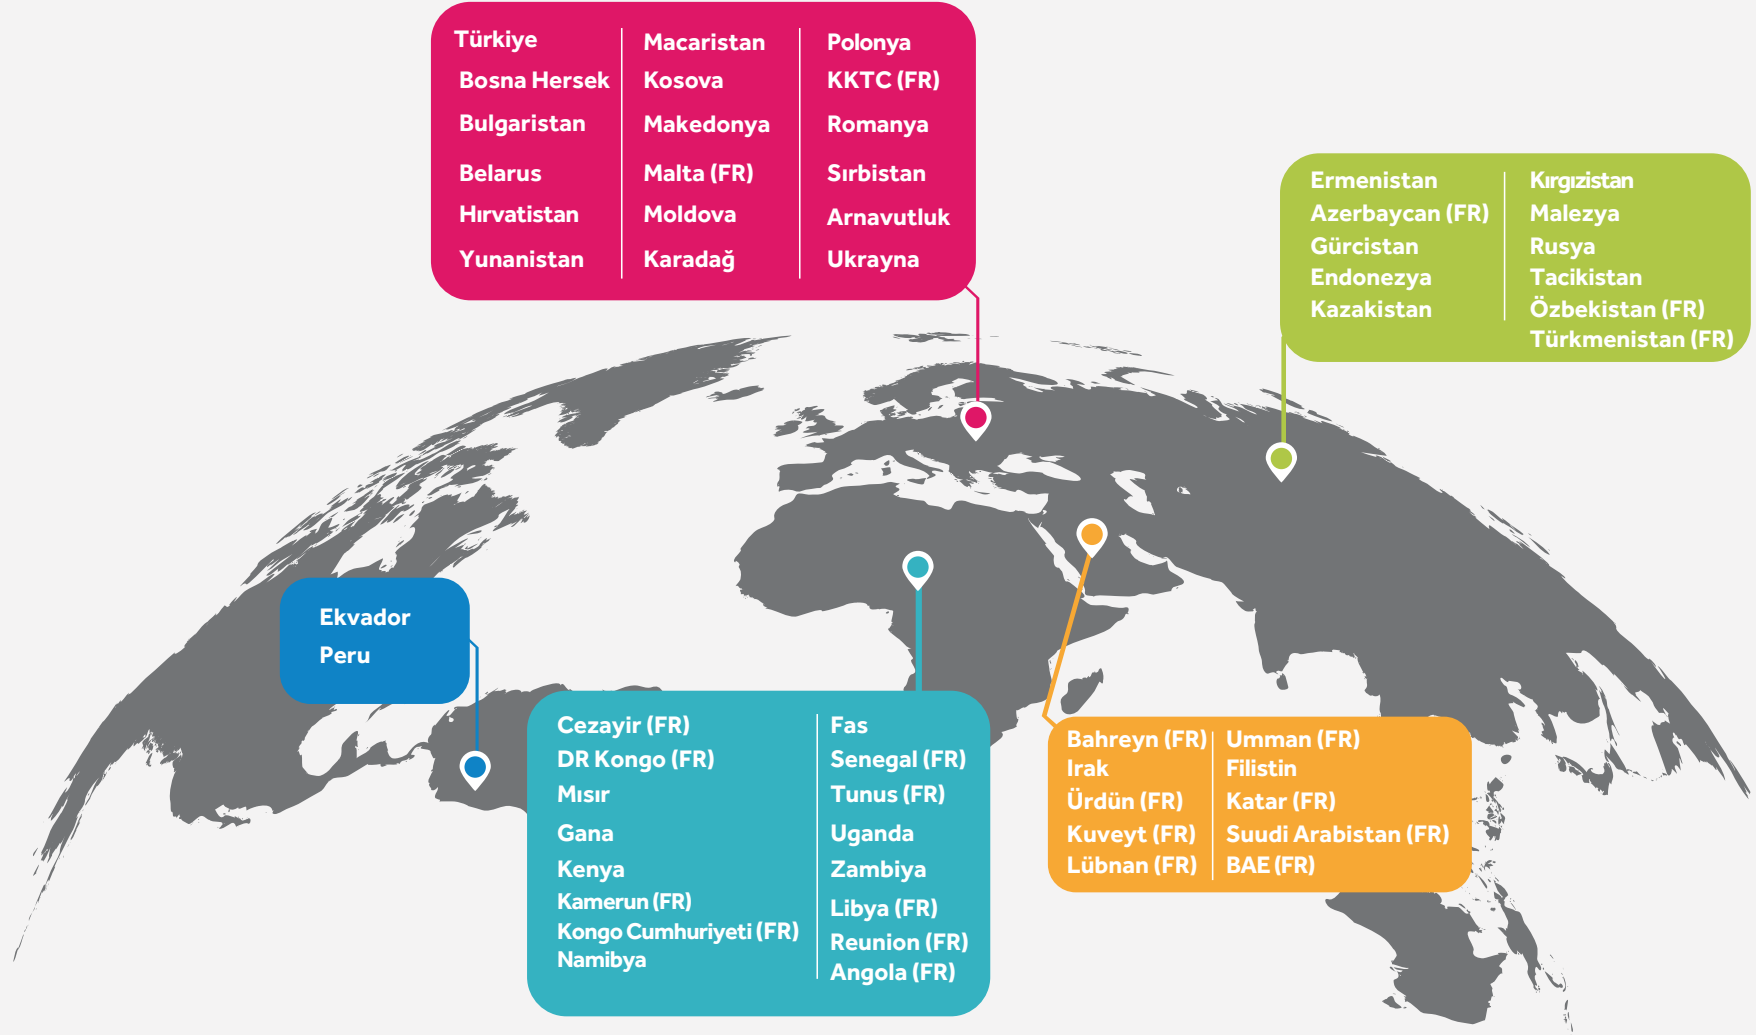 Türkiye
Bosna Hersek
Bulgaristan
Belarus
Hırvatistan
Yunanistan
Macaristan
Kosova
Makedonya
Malta (FR)
Moldova
Karadağ
Polonya
KKTC (FR)
Romanya
Sırbistan
Arnavutluk
Ukrayna
Ermenistan
Azerbaycan (FR)
Gürcistan
Endonezya
Kazakistan
Kırgızistan
Malezya
Rusya
Tacikistan
Özbekistan (FR)
Türkmenistan (FR)
Ekvador
Peru
Cezayir (FR)
DR Kongo (FR)
Mısır
Gana
Kenya
Kamerun (FR)
Kongo Cumhuriyeti (FR)
Namibya
Fas
Senegal (FR)
Tunus (FR)
Uganda
Zambiya
Libya (FR)
Reunion (FR)
Angola (FR)
Bahreyn (FR)
Irak
Ürdün (FR)
Kuveyt (FR)
Lübnan (FR)
Umman (FR)
Filistin
Katar (FR)
Suudi Arabistan (FR)
BAE (FR)